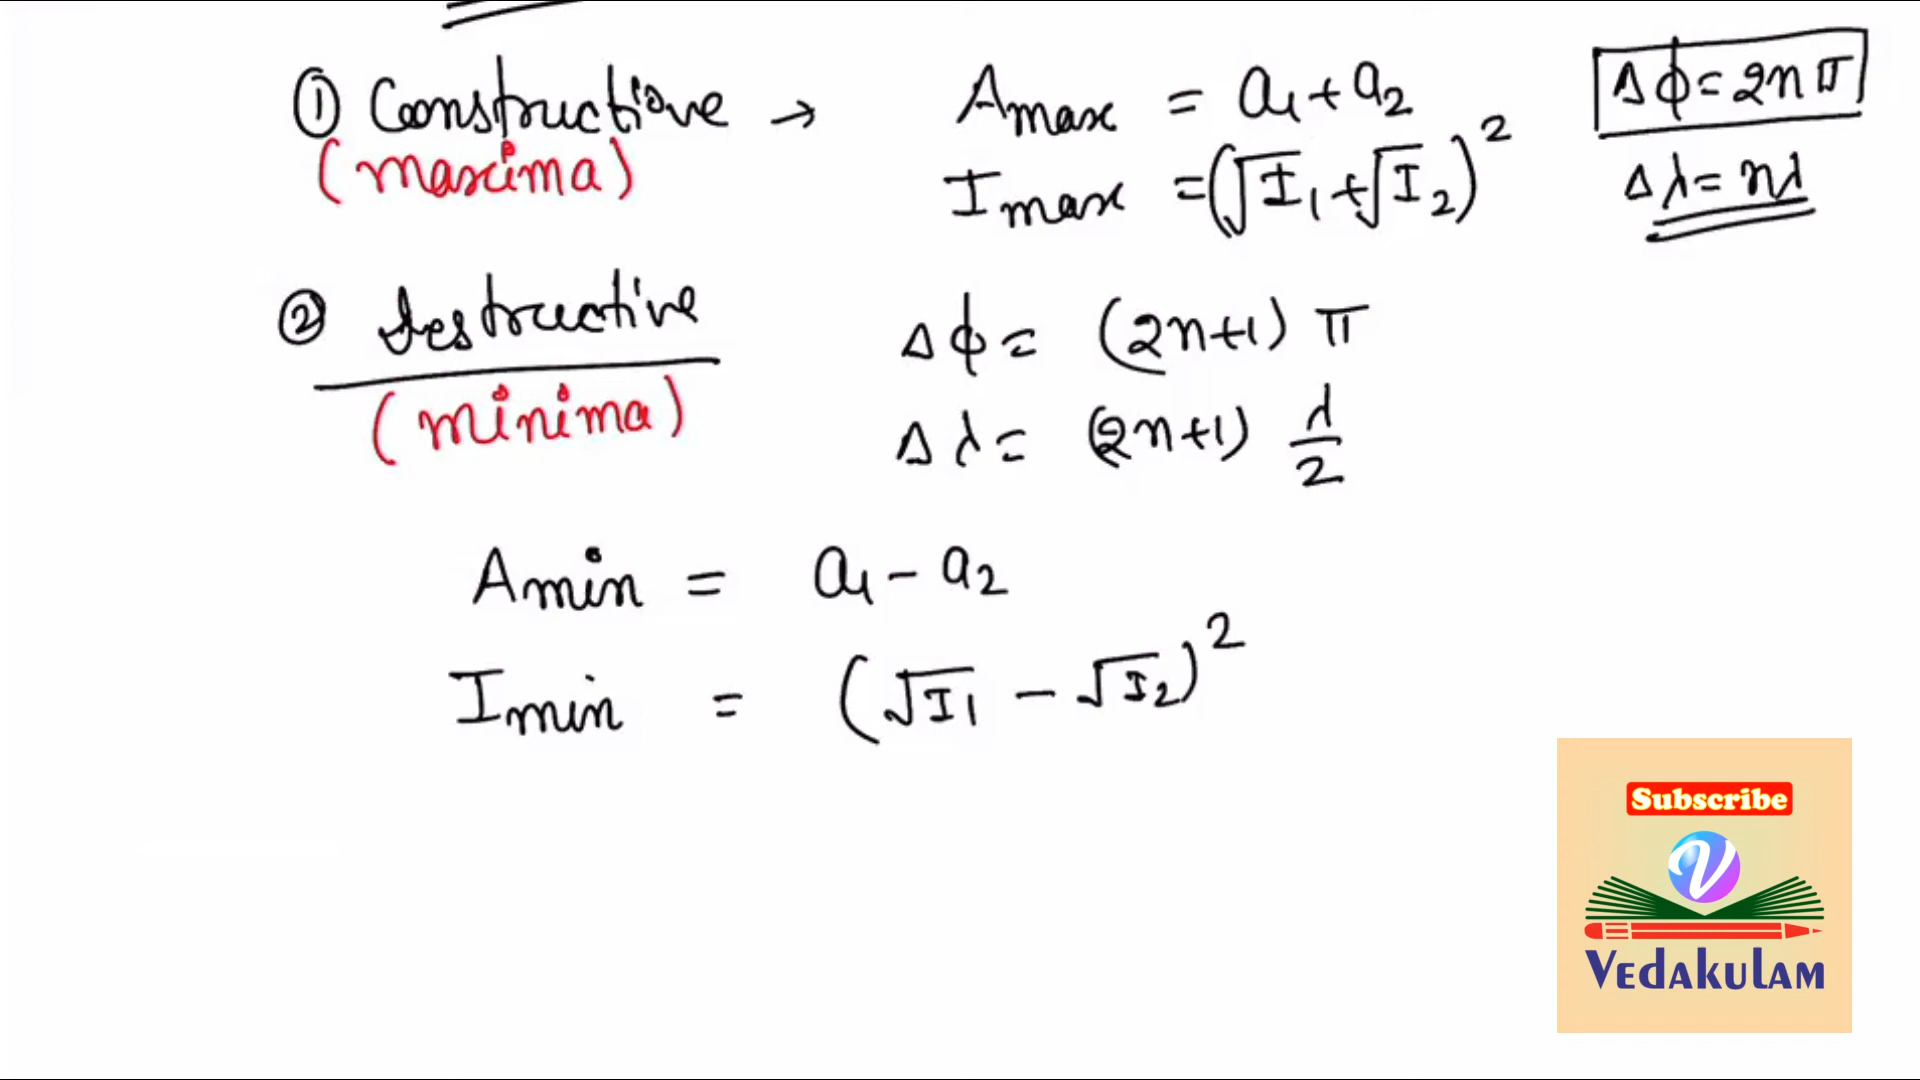 ① Constructive → Amax = a1 + a2 Δϕ = 2nπ
(maxima) Imax = (√I1 + √I2)² Δλ = nλ
② Destructive Δϕ = (2n+1) π
(minima) Δλ = (2n+1) λ/2
Amin = a1 - a2
Imin = (√I1 - √I2)²
Subscribe
V
VEdAkulAM